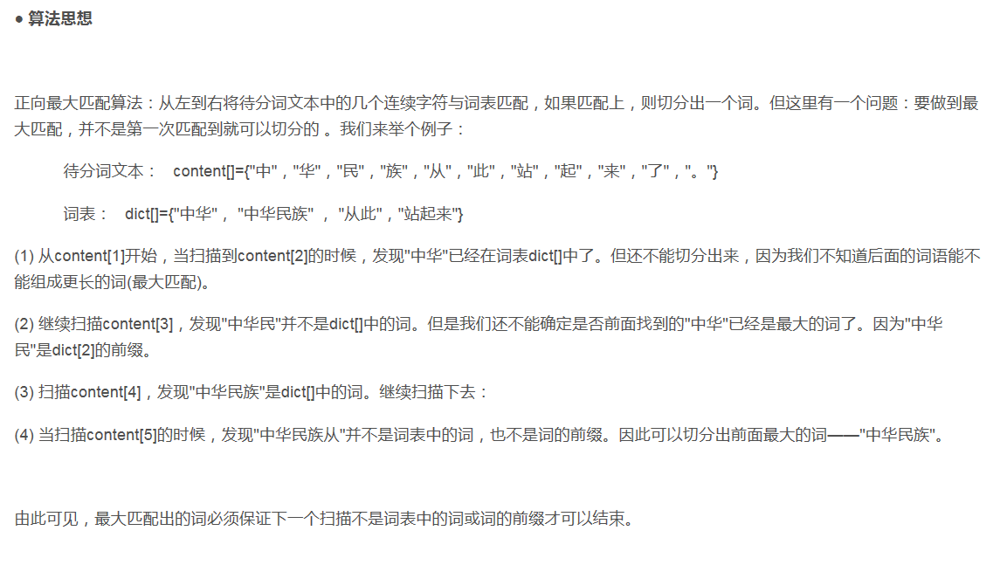 ● 算法思想
正向最大匹配算法：从左到右将待分词文本中的几个连续字符与词表匹配，如果匹配上，则切分出一个词。但这里有一个问题：要做到最
大匹配，并不是第一次匹配到就可以切分的 。我们来举个例子：
待分词文本： content[]={"中"，"华"，"民"，"族"，"从"，"此"，"站"，"起"，"来"，"了"，"。"}
词表： dict[]={"中华"， "中华民族" ， "从此"，"站起来"}
(1) 从content[1]开始，当扫描到content[2]的时候，发现"中华"已经在词表dict[]中了。但还不能切分出来，因为我们不知道后面的词语能不
能组成更长的词(最大匹配)。
(2) 继续扫描content[3]，发现"中华民"并不是dict[]中的词。但是我们还不能确定是否前面找到的"中华"已经是最大的词了。因为"中华
民"是dict[2]的前缀。
(3) 扫描content[4]，发现"中华民族"是dict[]中的词。继续扫描下去：
(4) 当扫描content[5]的时候，发现"中华民族从"并不是词表中的词，也不是词的前缀。因此可以切分出前面最大的词——"中华民族"。
由此可见，最大匹配出的词必须保证下一个扫描不是词表中的词或词的前缀才可以结束。